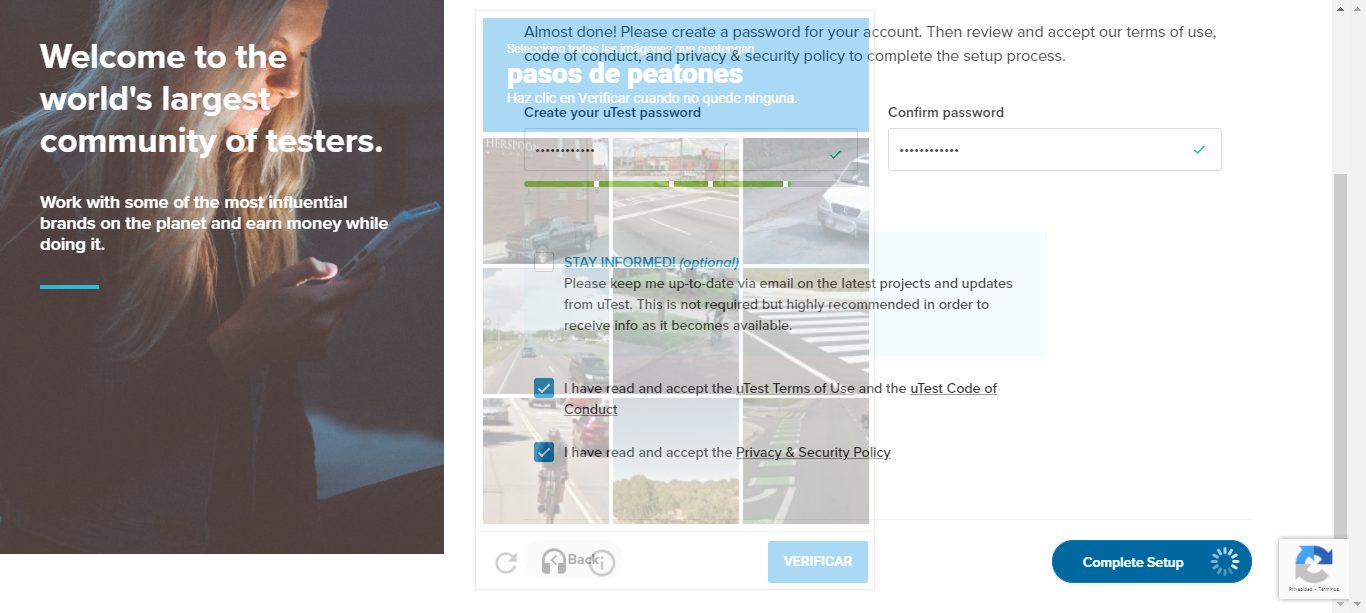 Welcome to the
world's largest
community of testers.
Work with some of the most influential
brands on the planet and earn money while
doing it.
Almost done! Please create a password for your account. Then review and accept our terms of use,
code of conduct, and privacy & security policy to complete the setup process.
Selecciona todas las imágenes que contengan
pasos de peatones
Haz clic en Verificar cuando no quede ninguna.
Create your uTest password
Confirm password
••••••••••••
••••••••••••
HERSPOON
STAY INFORMED! (optional)
Please keep me up-to-date via email on the latest projects and updates
from uTest. This is not required but highly recommended in order to
receive info as it becomes available.
I have read and accept the uTest Terms of Use and the uTest Code of
Conduct
I have read and accept the Privacy & Security Policy
Back
VERIFICAR
Complete Setup
Privacidad - Términos